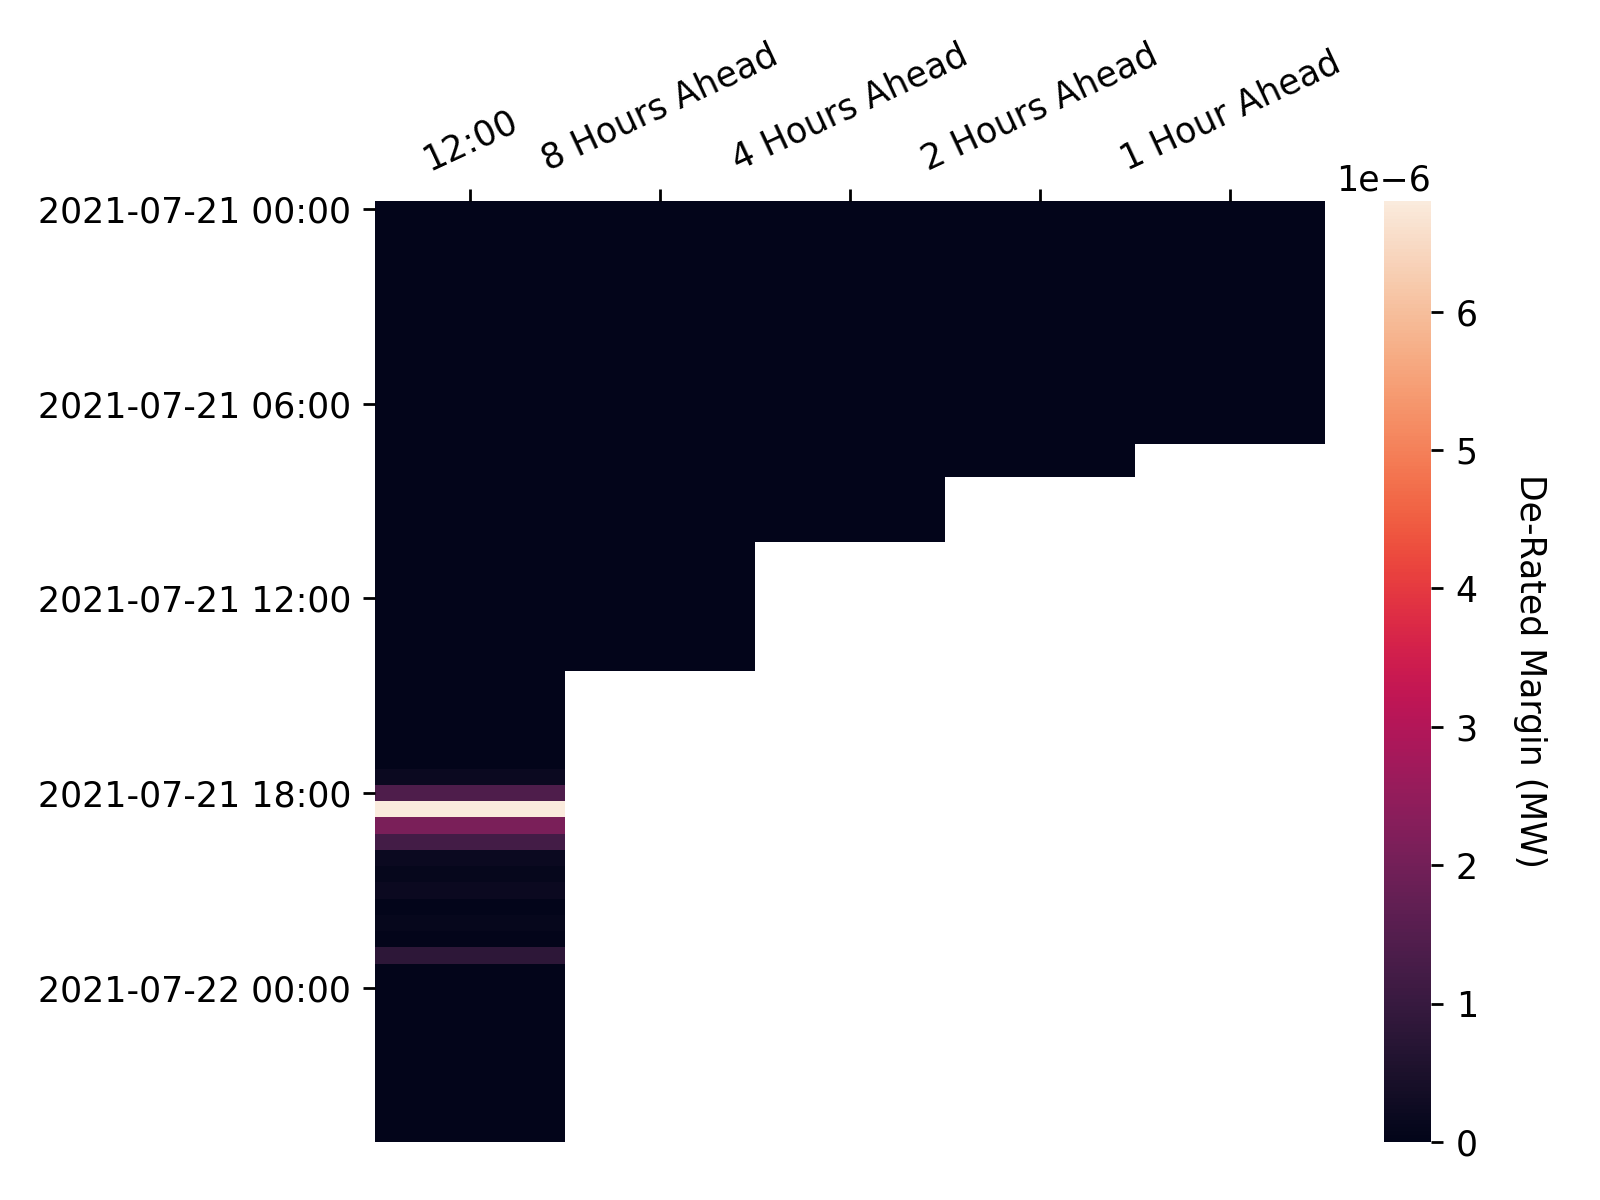 12:00
8 Hours Ahead
4 Hours Ahead
2 Hours Ahead
1 Hour Ahead
1e−6
2021-07-21 00:00
2021-07-21 06:00
2021-07-21 12:00
2021-07-21 18:00
2021-07-22 00:00
6
5
4
3
2
1
0
De-Rated Margin (MW)